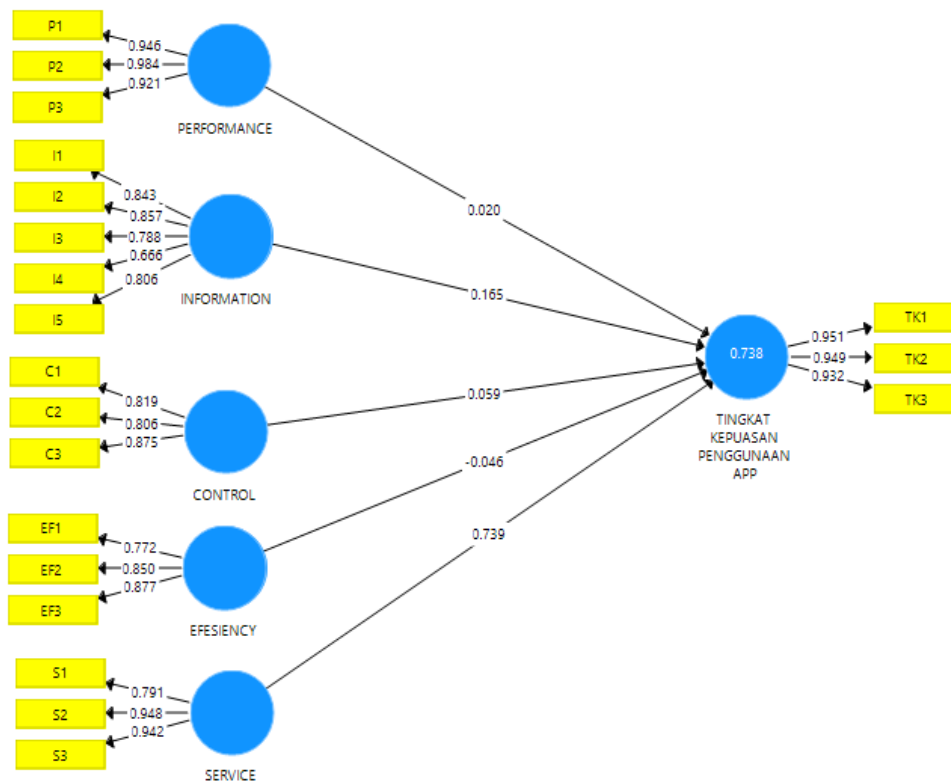 P1
P2
P3
0.946
0.984
0.921
PERFORMANCE
I1
I2
I3
I4
I5
0.843
0.857
0.788
0.666
0.806
INFORMATION
C1
C2
C3
0.819
0.806
0.875
CONTROL
EF1
EF2
EF3
0.772
0.850
0.877
EFESIENCY
S1
S2
S3
0.791
0.948
0.942
SERVICE
0.020
0.165
0.059
-0.046
0.739
0.738
TINGKAT
KEPUASAN
PENGGUNAAN
APP
0.951
0.949
0.932
TK1
TK2
TK3